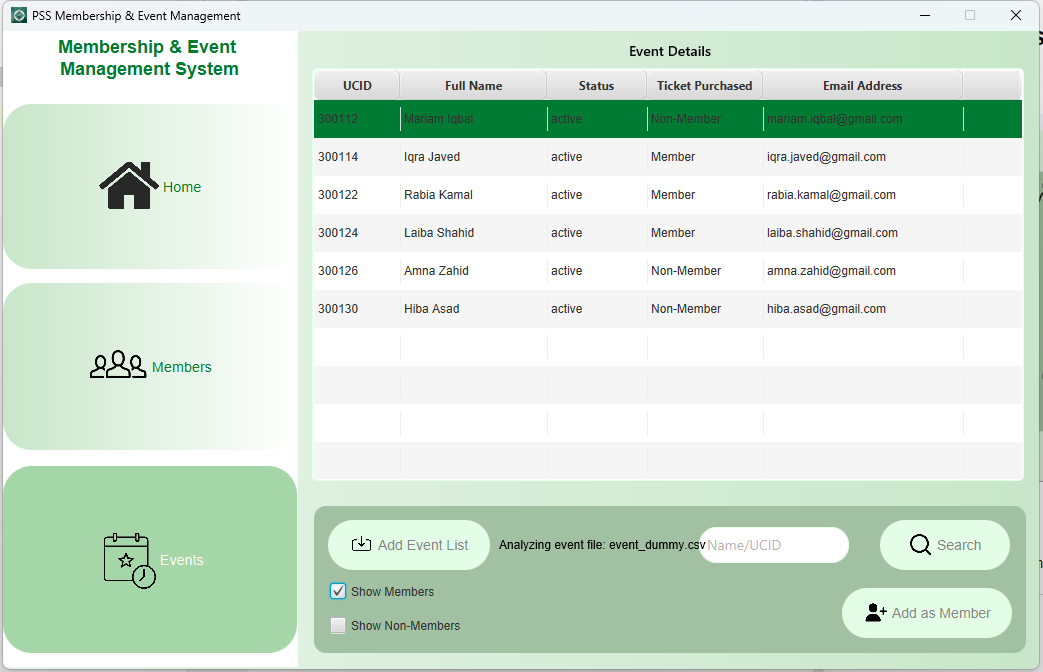 PSS Membership & Event Management
Membership & Event
Management System
Home
Members
Events
Event Details
UCID Full Name Status Ticket Purchased Email Address
300112 Mariam Iqbal active Non-Member mariam.iqbal@gmail.com
300114 Iqra Javed active Member iqra.javed@gmail.com
300122 Rabia Kamal active Member rabia.kamal@gmail.com
300124 Laiba Shahid active Member laiba.shahid@gmail.com
300126 Amna Zahid active Non-Member amna.zahid@gmail.com
300130 Hiba Asad active Non-Member hiba.asad@gmail.com
Add Event List Analyzing event file: event_dummy.csv Name/UCID Search
Show Members
Add as Member
Show Non-Members